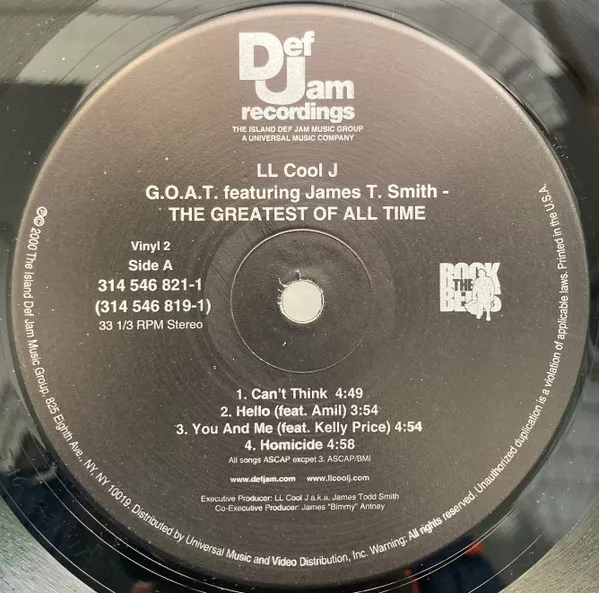 Def
Jam
recordings
THE ISLAND DEF JAM MUSIC GROUP
A UNIVERSAL MUSIC COMPANY
LL Cool J
G.O.A.T. featuring James T. Smith -
THE GREATEST OF ALL TIME
Vinyl 2
Side A
314 546 821-1
(314 546 819-1)
33 1/3 RPM Stereo
ROCK
THE
BELLS
1. Can't Think 4:49
2. Hello (feat. Amil) 3:54
3. You And Me (feat. Kelly Price) 4:54
4. Homicide 4:58
All songs ASCAP excpet 3. ASCAP/BMI
www.defjam.com www.llcoolj.com
Executive Producer: LL Cool J a.k.a. James Todd Smith
Co-Executive Producer: James "Bimmy" Antney
℗© 2000 The Island Def Jam Music Group, 825 Eighth Ave., NY, NY 10019. Distributed by Universal Music and Video Distribution, Inc. Warning: All rights reserved. Unauthorized duplication is a violation of applicable laws. Printed in the U.S.A.